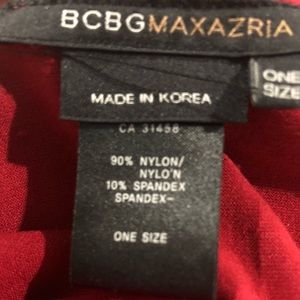 BCBGMAXAZRIA
ONE
SIZE
MADE IN KOREA
CA 31458
90% NYLON/
NYLO'N
10% SPANDEX
SPANDEX-
ONE SIZE